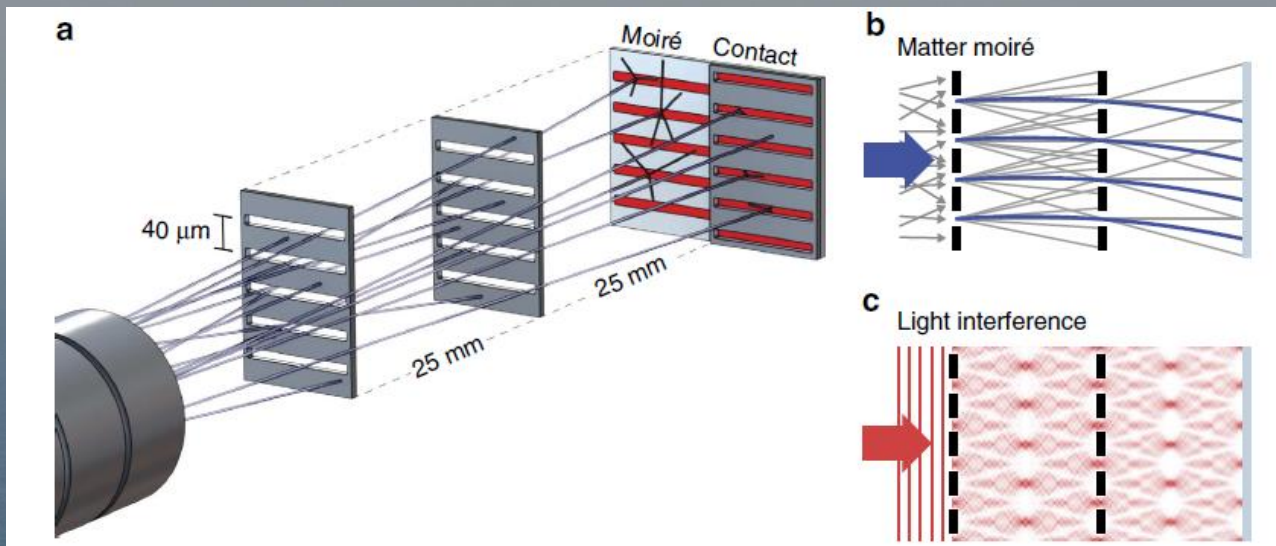 a
Moiré
Contact
40 μm
25 mm
25 mm
b
Matter moiré
c
Light interference